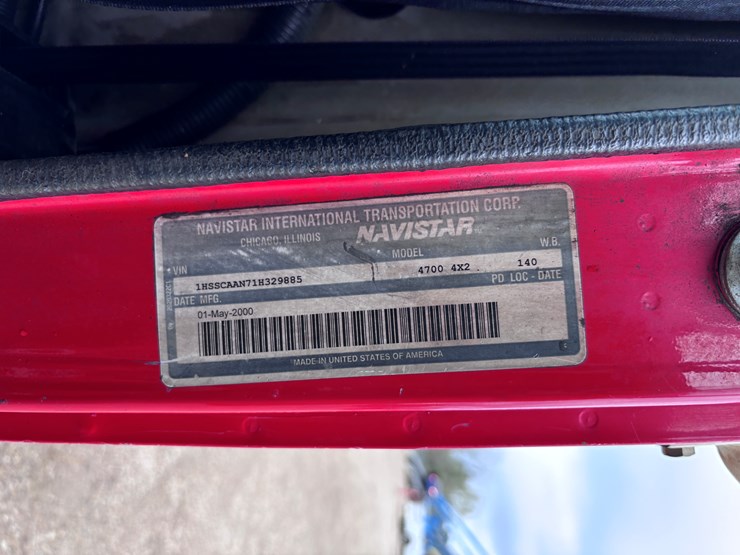 NAVISTAR INTERNATIONAL TRANSPORTATION CORP.
CHICAGO, ILLINOIS NAVISTAR
VIN MODEL W.B.
1HSSCAAN71H329885 4700 4X2 140
DATE MFG. PD LOC - DATE
01-May-2000
MADE IN UNITED STATES OF AMERICA